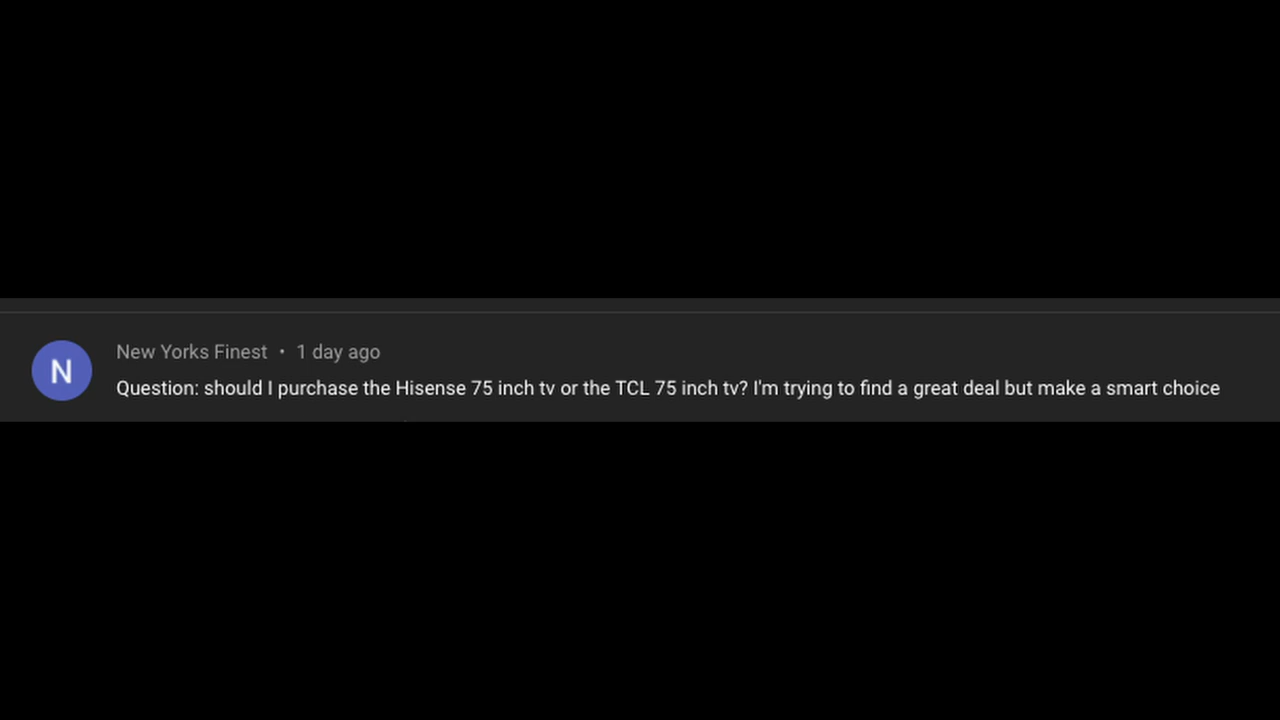 N
New Yorks Finest • 1 day ago
Question: should I purchase the Hisense 75 inch tv or the TCL 75 inch tv? I'm trying to find a great deal but make a smart choice